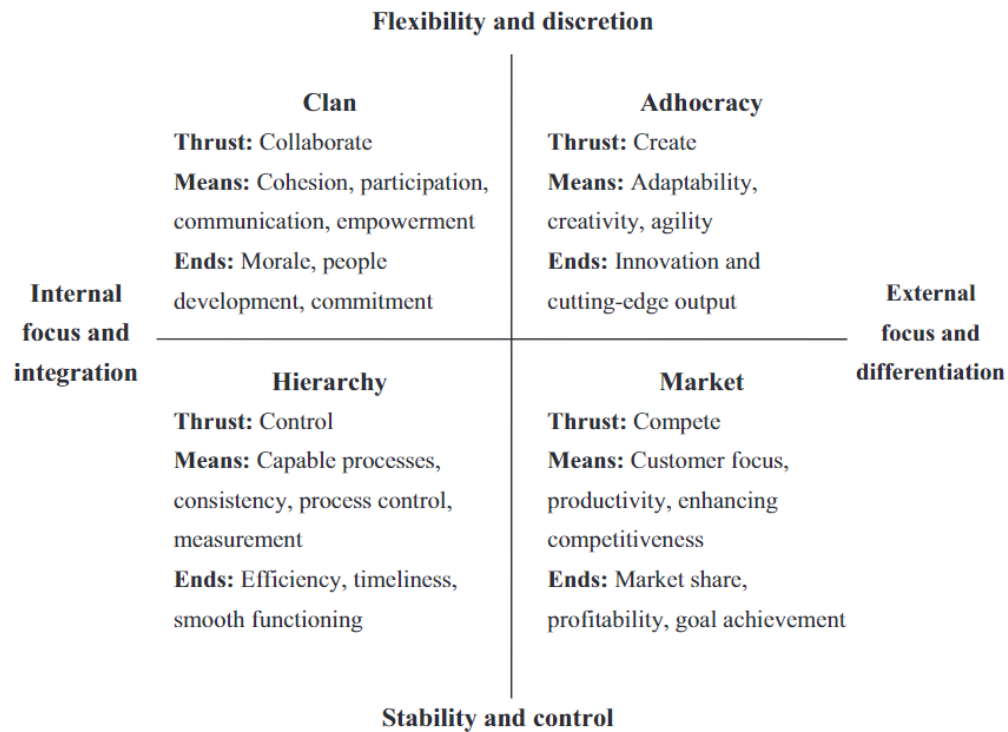 Flexibility and discretion
Clan
Thrust: Collaborate
Means: Cohesion, participation,
communication, empowerment
Ends: Morale, people
development, commitment
Adhocracy
Thrust: Create
Means: Adaptability,
creativity, agility
Ends: Innovation and
cutting-edge output
Internal
focus and
integration
External
focus and
differentiation
Hierarchy
Thrust: Control
Means: Capable processes,
consistency, process control,
measurement
Ends: Efficiency, timeliness,
smooth functioning
Market
Thrust: Compete
Means: Customer focus,
productivity, enhancing
competitiveness
Ends: Market share,
profitability, goal achievement
Stability and control